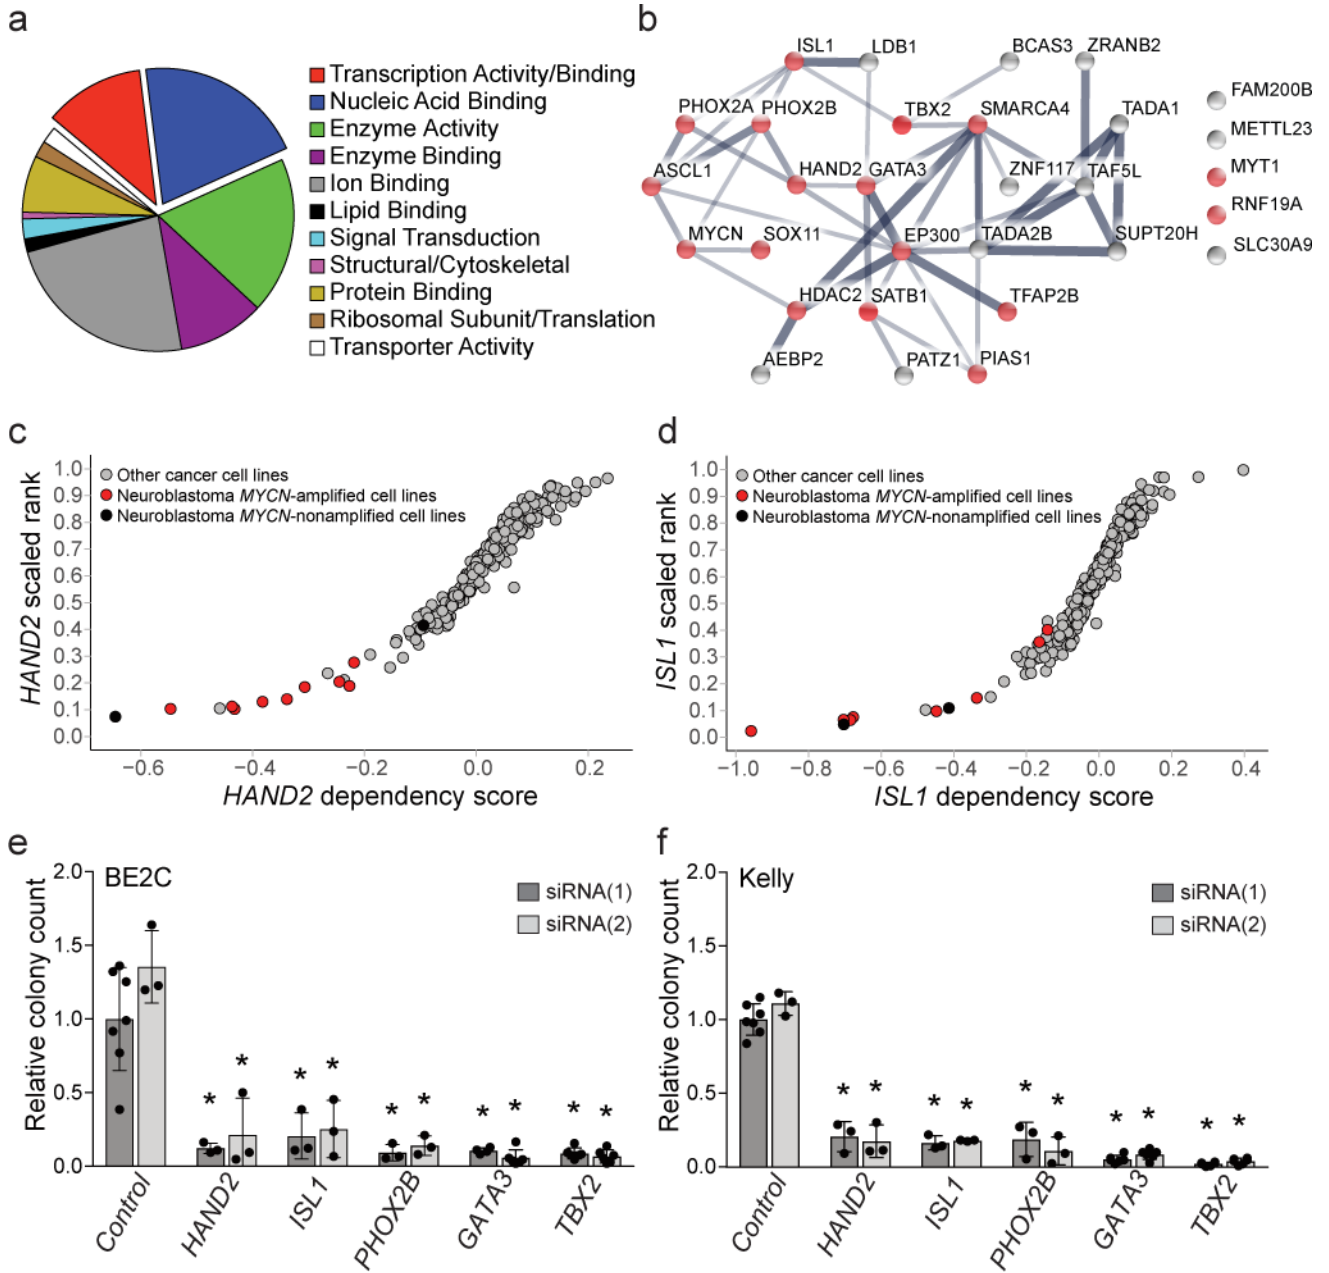 a
Transcription Activity/Binding
Nucleic Acid Binding
Enzyme Activity
Enzyme Binding
Ion Binding
Lipid Binding
Signal Transduction
Structural/Cytoskeletal
Protein Binding
Ribosomal Subunit/Translation
Transporter Activity
b
ISL1
LDB1
BCAS3
ZRANB2
PHOX2A
PHOX2B
TBX2
SMARCA4
TADA1
ASCL1
HAND2
GATA3
ZNF117
TAF5L
MYCN
SOX11
EP300
TADA2B
SUPT20H
HDAC2
SATB1
TFAP2B
AEBP2
PATZ1
PIAS1
FAM200B
METTL23
MYT1
RNF19A
SLC30A9
c
HAND2 scaled rank
1.0
0.9
0.8
0.7
0.6
0.5
0.4
0.3
0.2
0.1
0.0
Other cancer cell lines
Neuroblastoma MYCN-amplified cell lines
Neuroblastoma MYCN-nonamplified cell lines
−0.6 −0.4 −0.2 0.0 0.2
HAND2 dependency score
d
ISL1 scaled rank
1.0
0.9
0.8
0.7
0.6
0.5
0.4
0.3
0.2
0.1
0.0
Other cancer cell lines
Neuroblastoma MYCN-amplified cell lines
Neuroblastoma MYCN-nonamplified cell lines
−1.0 −0.8 −0.6 −0.4 −0.2 0.0 0.2 0.4
ISL1 dependency score
e
Relative colony count
2.0
1.5
1.0
0.5
0.0
BE2C
siRNA(1)
siRNA(2)
* * * * * * * * * *
Control HAND2 ISL1 PHOX2B GATA3 TBX2
f
Relative colony count
2.0
1.5
1.0
0.5
0.0
Kelly
siRNA(1)
siRNA(2)
* * * * * * * * * *
Control HAND2 ISL1 PHOX2B GATA3 TBX2